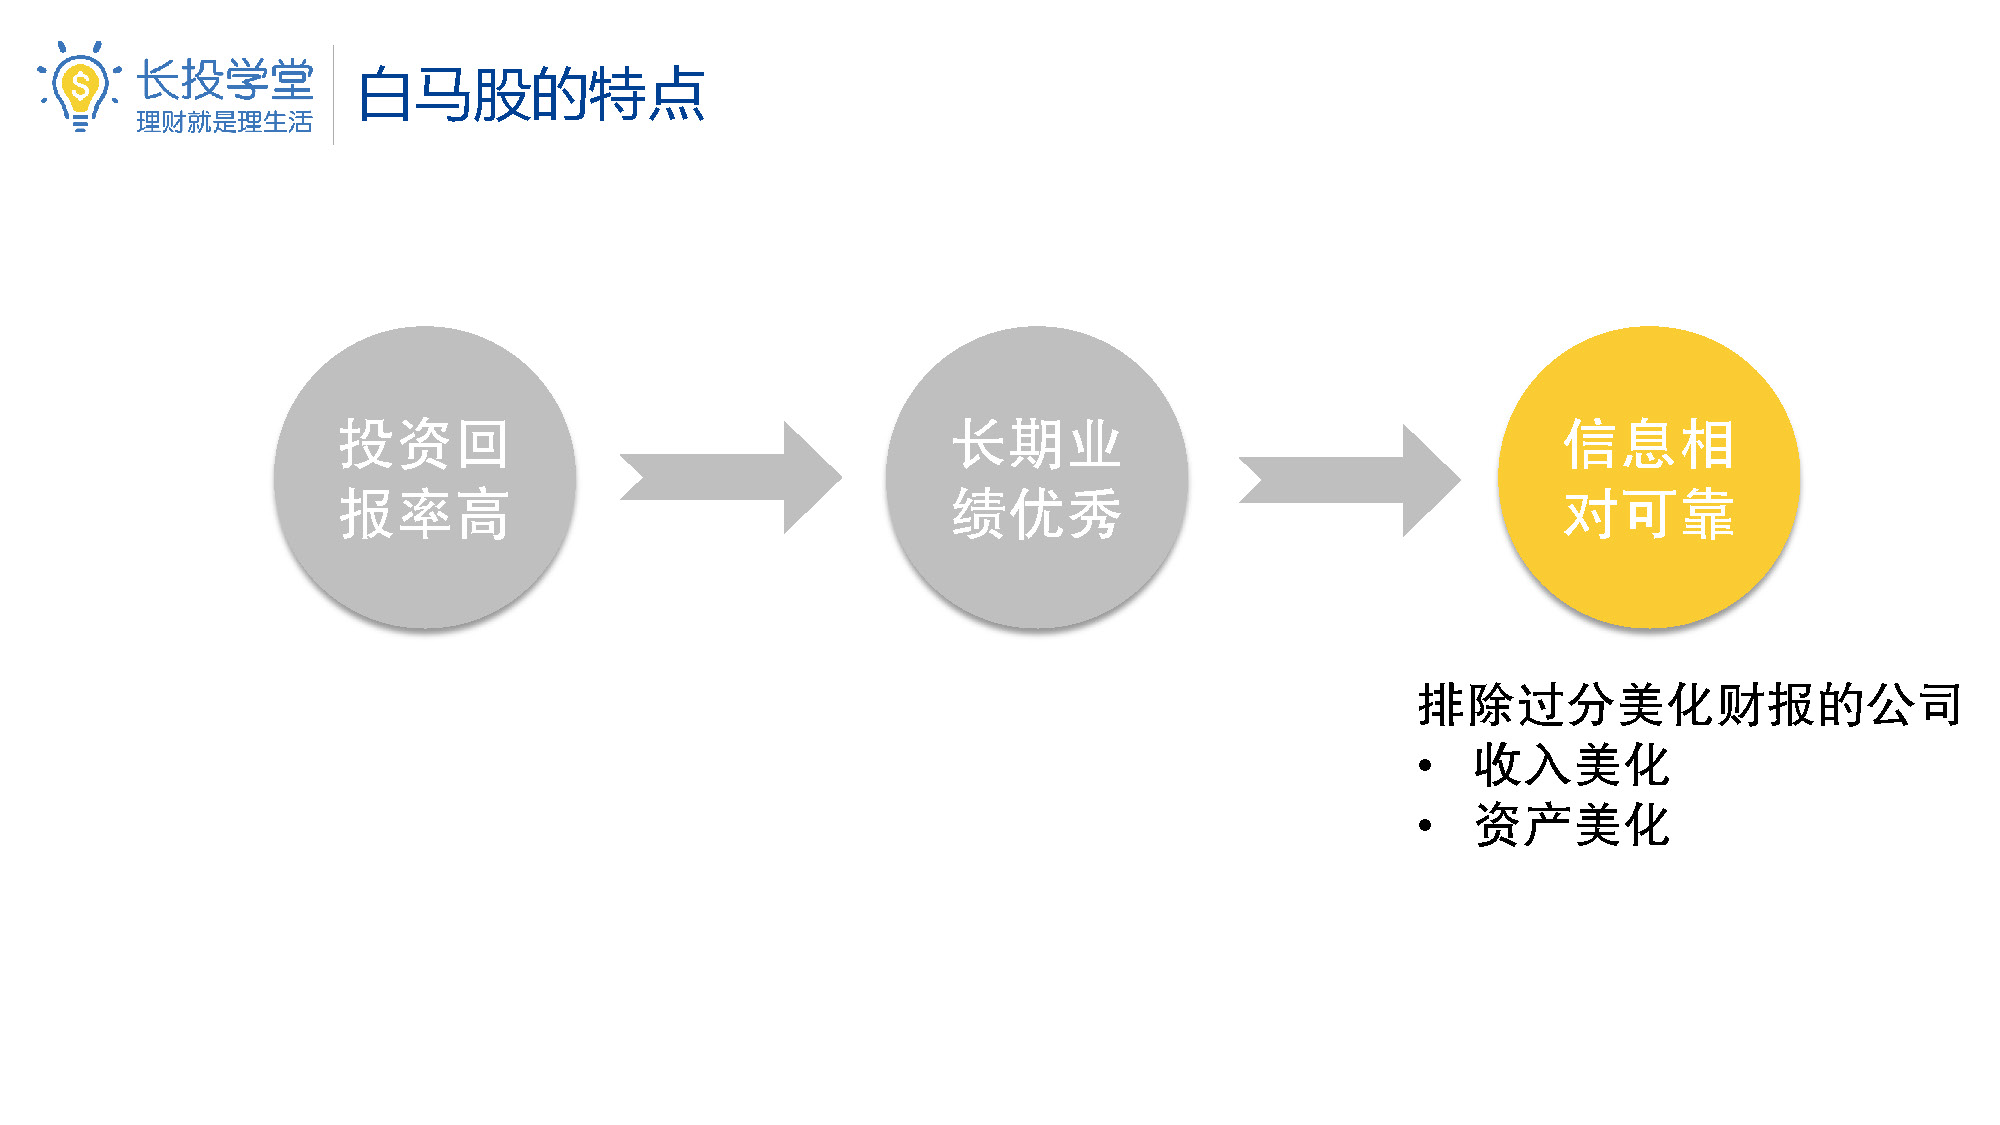 长投学堂
理财就是理生活
白马股的特点
投资回
报率高
长期业
绩优秀
信息相
对可靠
排除过分美化财报的公司
• 收入美化
• 资产美化